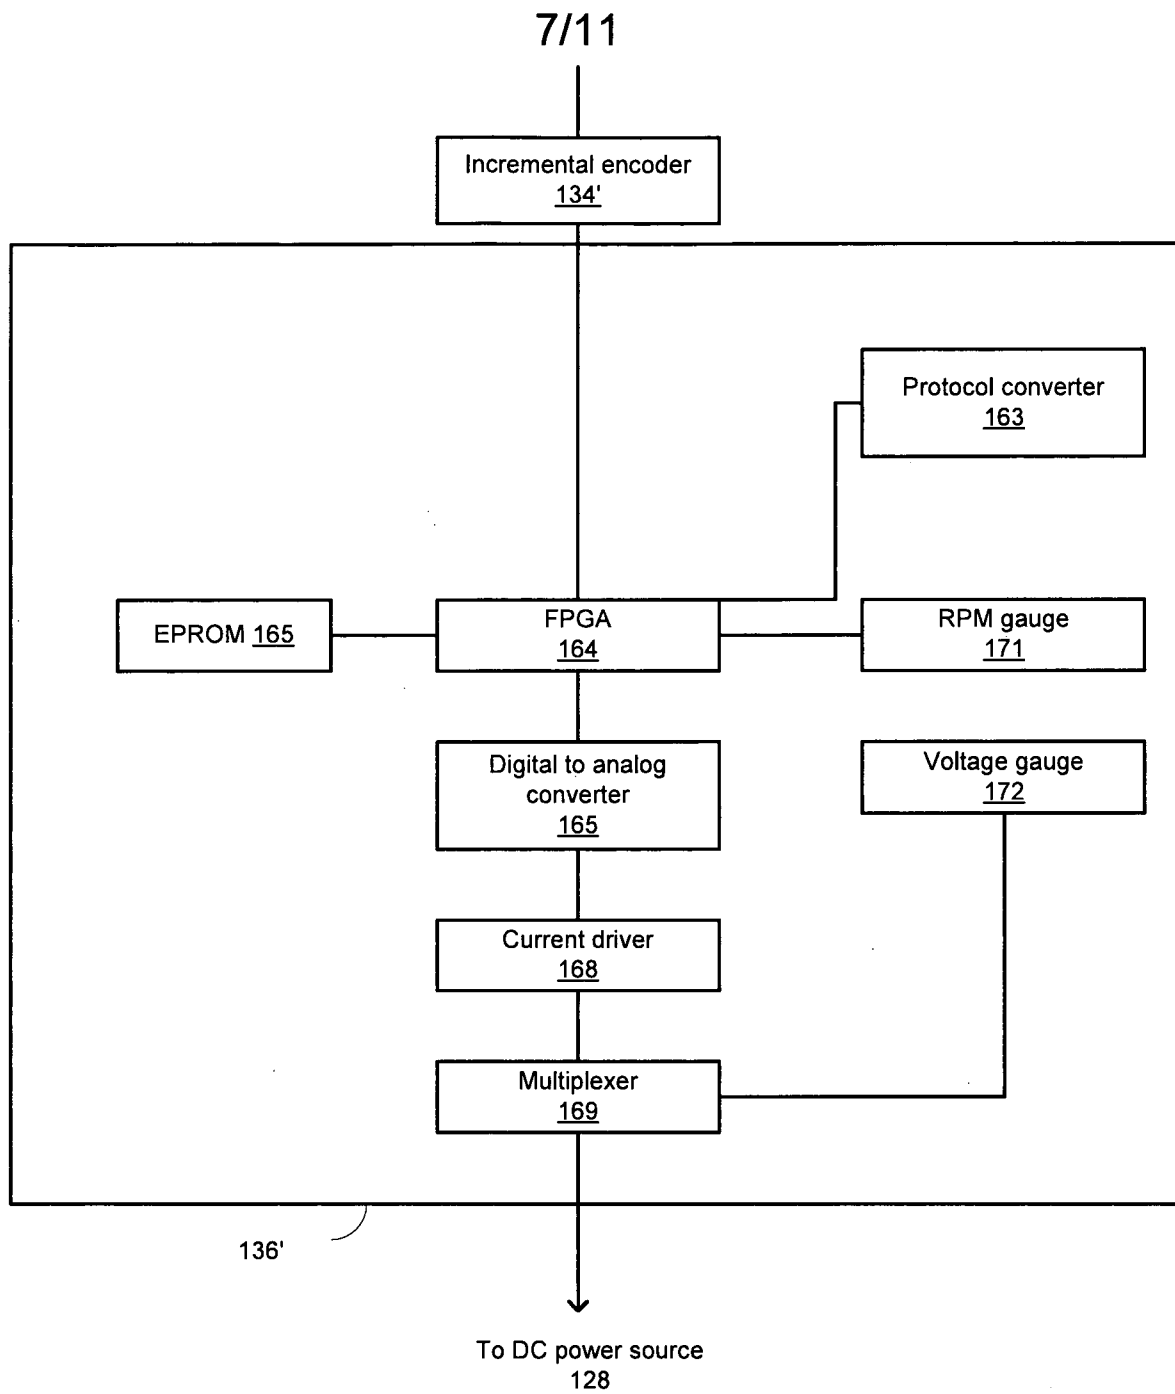 7/11
Incremental encoder
134'
Protocol converter
163
EPROM 165
FPGA
164
RPM gauge
171
Digital to analog
converter
165
Voltage gauge
172
Current driver
168
Multiplexer
169
136'
To DC power source
128